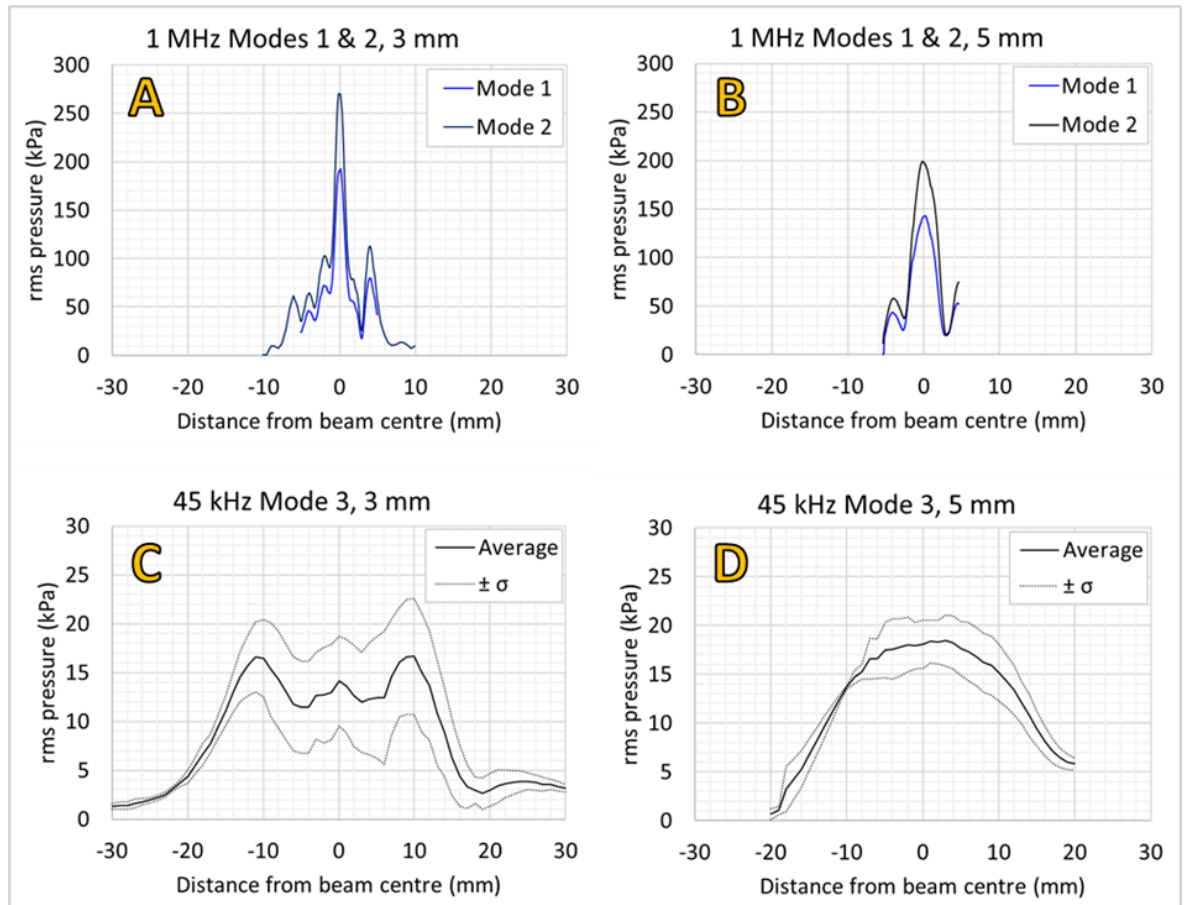 1 MHz Modes 1 & 2, 3 mm
A
Mode 1
Mode 2
rms pressure (kPa)
300
250
200
150
100
50
0
-30 -20 -10 0 10 20 30
Distance from beam centre (mm)
1 MHz Modes 1 & 2, 5 mm
B
Mode 1
Mode 2
rms pressure (kPa)
300
250
200
150
100
50
0
-30 -20 -10 0 10 20 30
Distance from beam centre (mm)
45 kHz Mode 3, 3 mm
C
Average
± σ
rms pressure (kPa)
30
25
20
15
10
5
0
-30 -20 -10 0 10 20 30
Distance from beam centre (mm)
45 kHz Mode 3, 5 mm
D
Average
± σ
rms pressure (kPa)
30
25
20
15
10
5
0
-30 -20 -10 0 10 20 30
Distance from beam centre (mm)